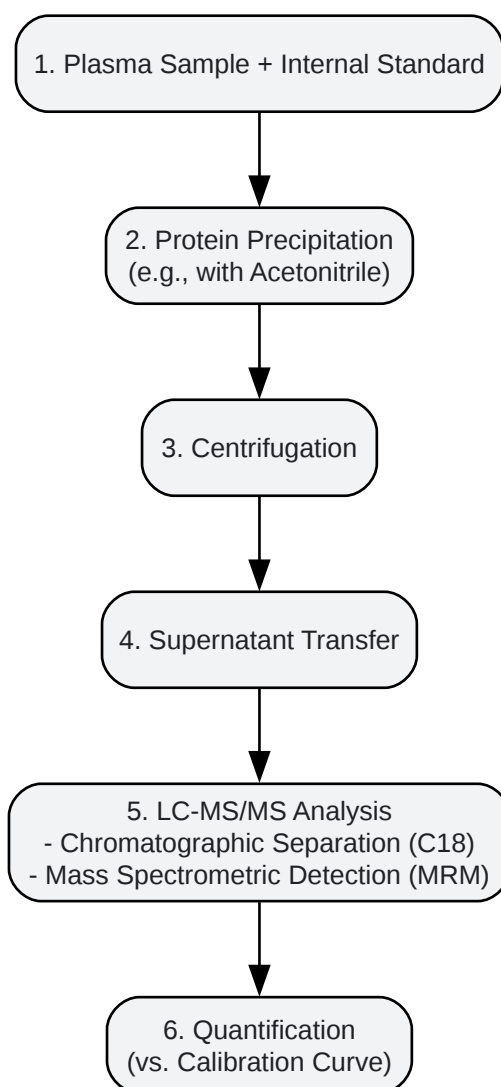 1. Plasma Sample + Internal Standard
2. Protein Precipitation
(e.g., with Acetonitrile)
3. Centrifugation
4. Supernatant Transfer
5. LC-MS/MS Analysis
- Chromatographic Separation (C18)
- Mass Spectrometric Detection (MRM)
6. Quantification
(vs. Calibration Curve)